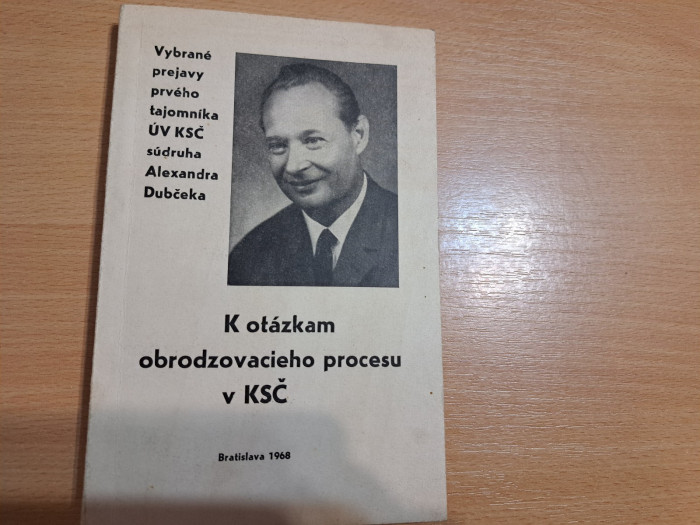 Vybrané
prejavy
prvého
tajomníka
ÚV KSČ
súdruha
Alexandra
Dubčeka
K otázkam
obrodzovacieho procesu
v KSČ
Bratislava 1968